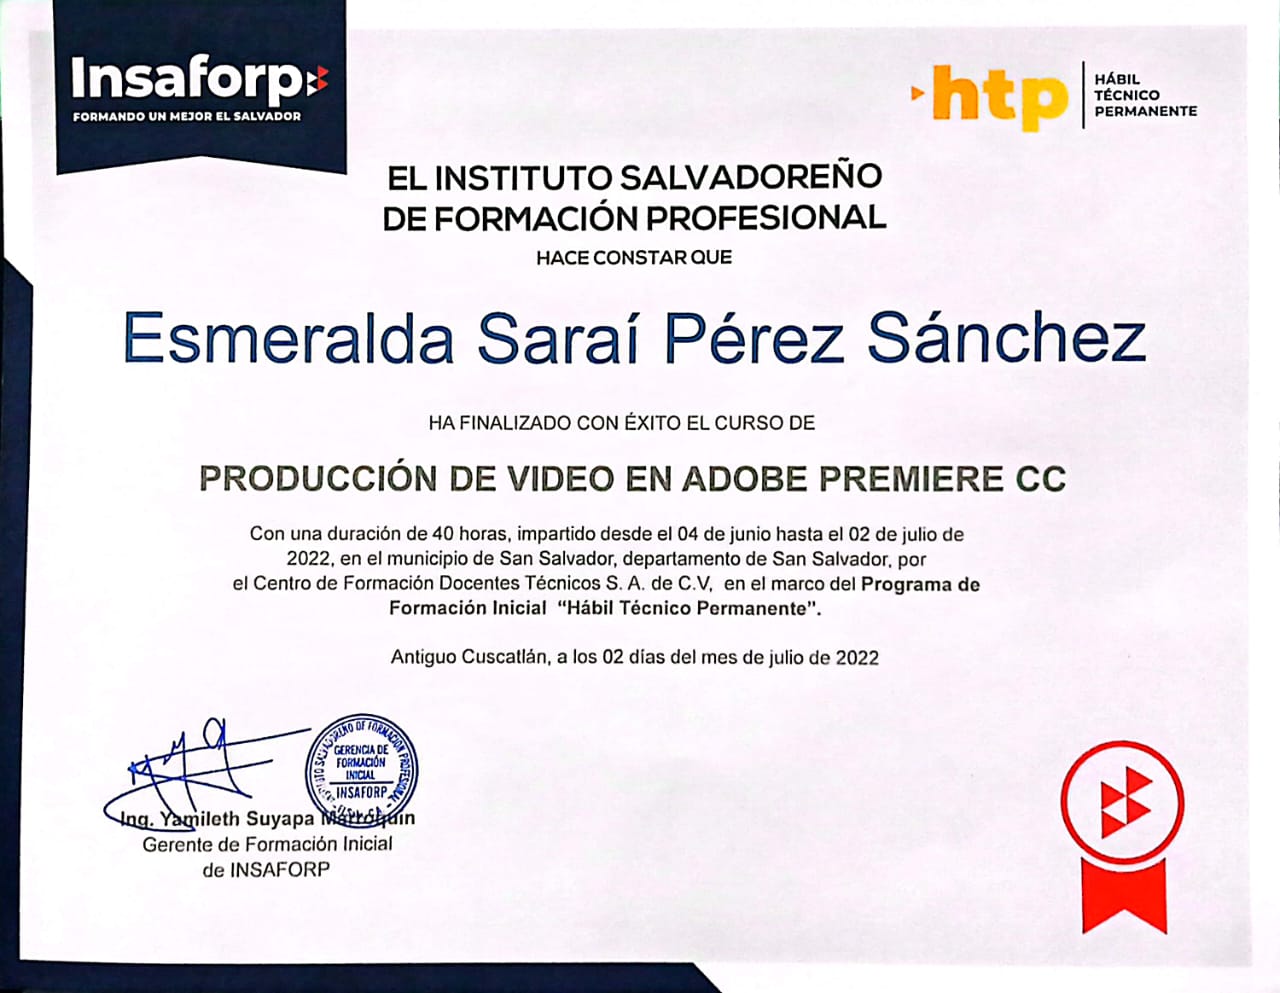 Insaforp
FORMANDO UN MEJOR EL SALVADOR
htp
HÁBIL
TÉCNICO
PERMANENTE
EL INSTITUTO SALVADOREÑO
DE FORMACIÓN PROFESIONAL
HACE CONSTAR QUE
Esmeralda Saraí Pérez Sánchez
HA FINALIZADO CON ÉXITO EL CURSO DE
PRODUCCIÓN DE VIDEO EN ADOBE PREMIERE CC
Con una duración de 40 horas, impartido desde el 04 de junio hasta el 02 de julio de
2022, en el municipio de San Salvador, departamento de San Salvador, por
el Centro de Formación Docentes Técnicos S. A. de C.V, en el marco del Programa de
Formación Inicial “Hábil Técnico Permanente”.
Antiguo Cuscatlán, a los 02 días del mes de julio de 2022
INSTITUTO SALVADOREÑO DE FORMACION PROFESIONAL
GERENCIA DE
FORMACIÓN
INICIAL
INSAFORP
Ing. Yamileth Suyapa Marroquin
Gerente de Formación Inicial
de INSAFORP